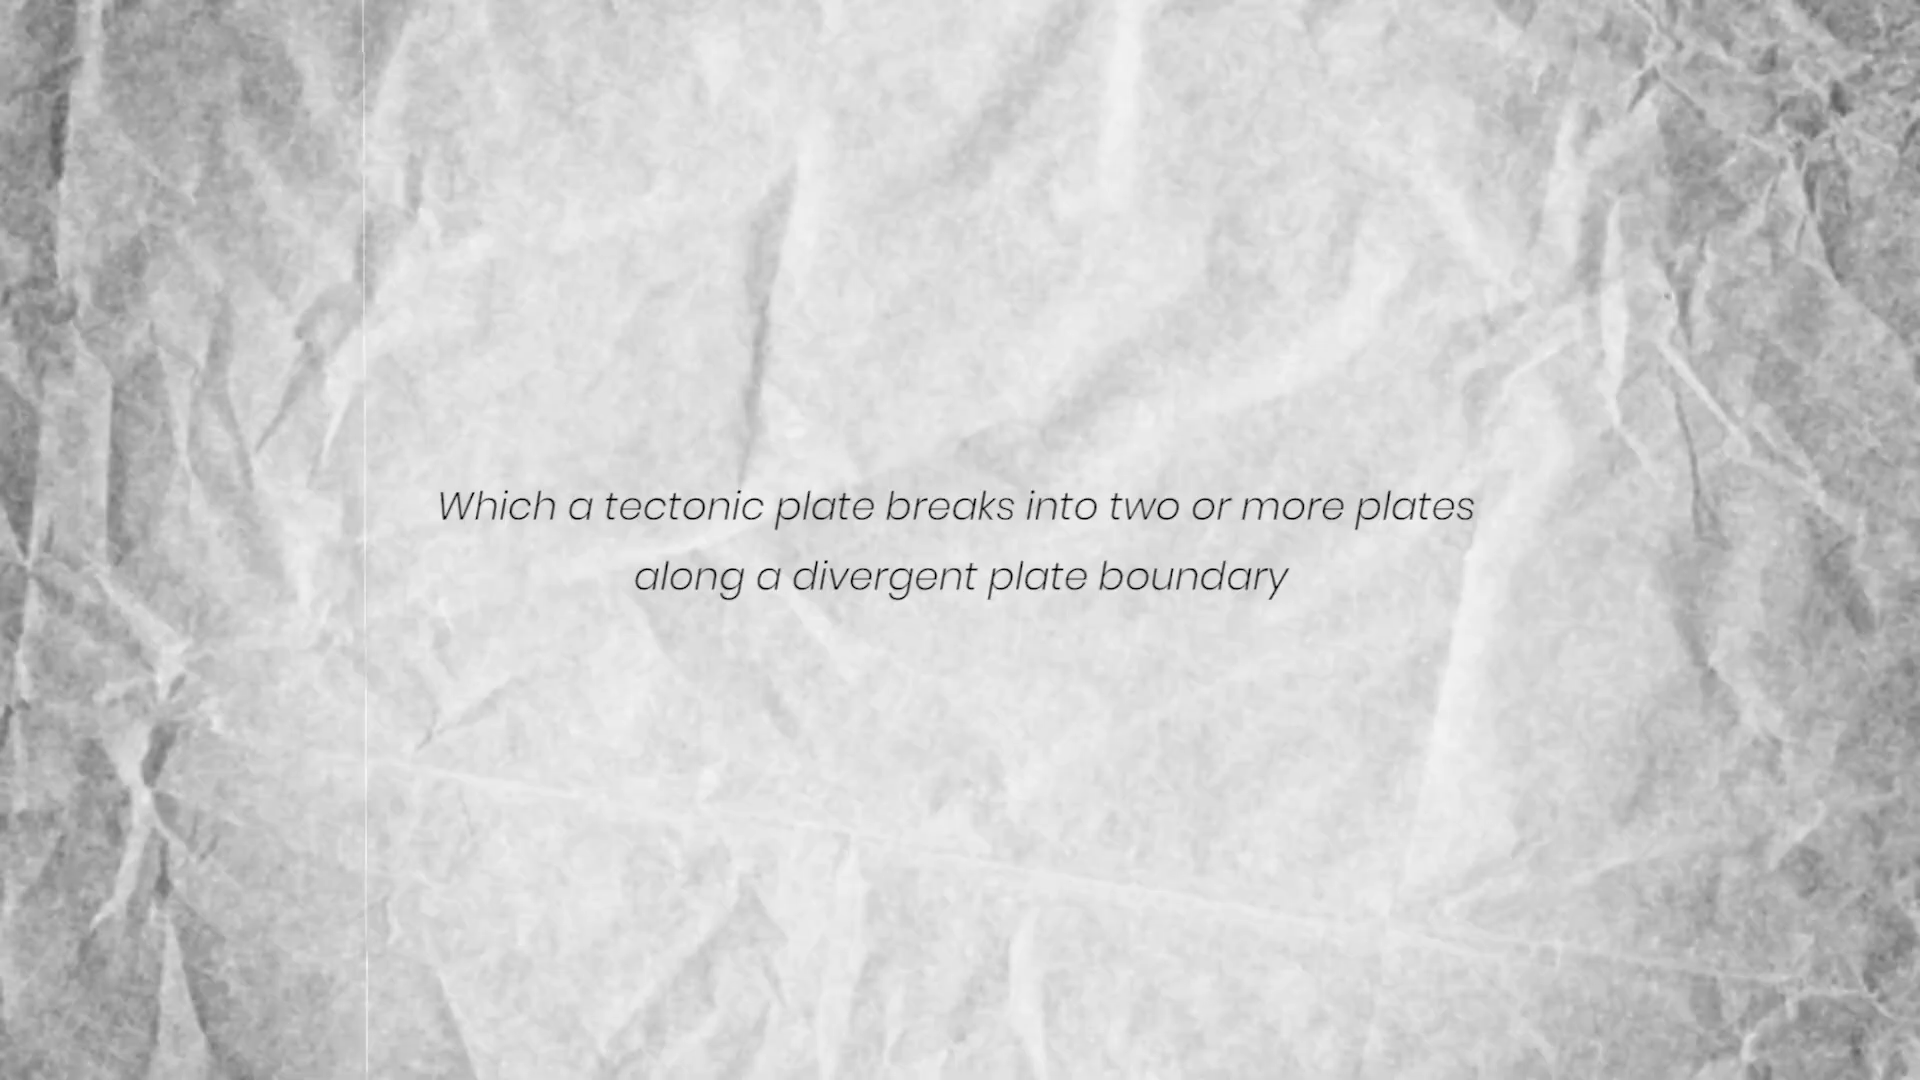 Which a tectonic plate breaks into two or more plates
along a divergent plate boundary